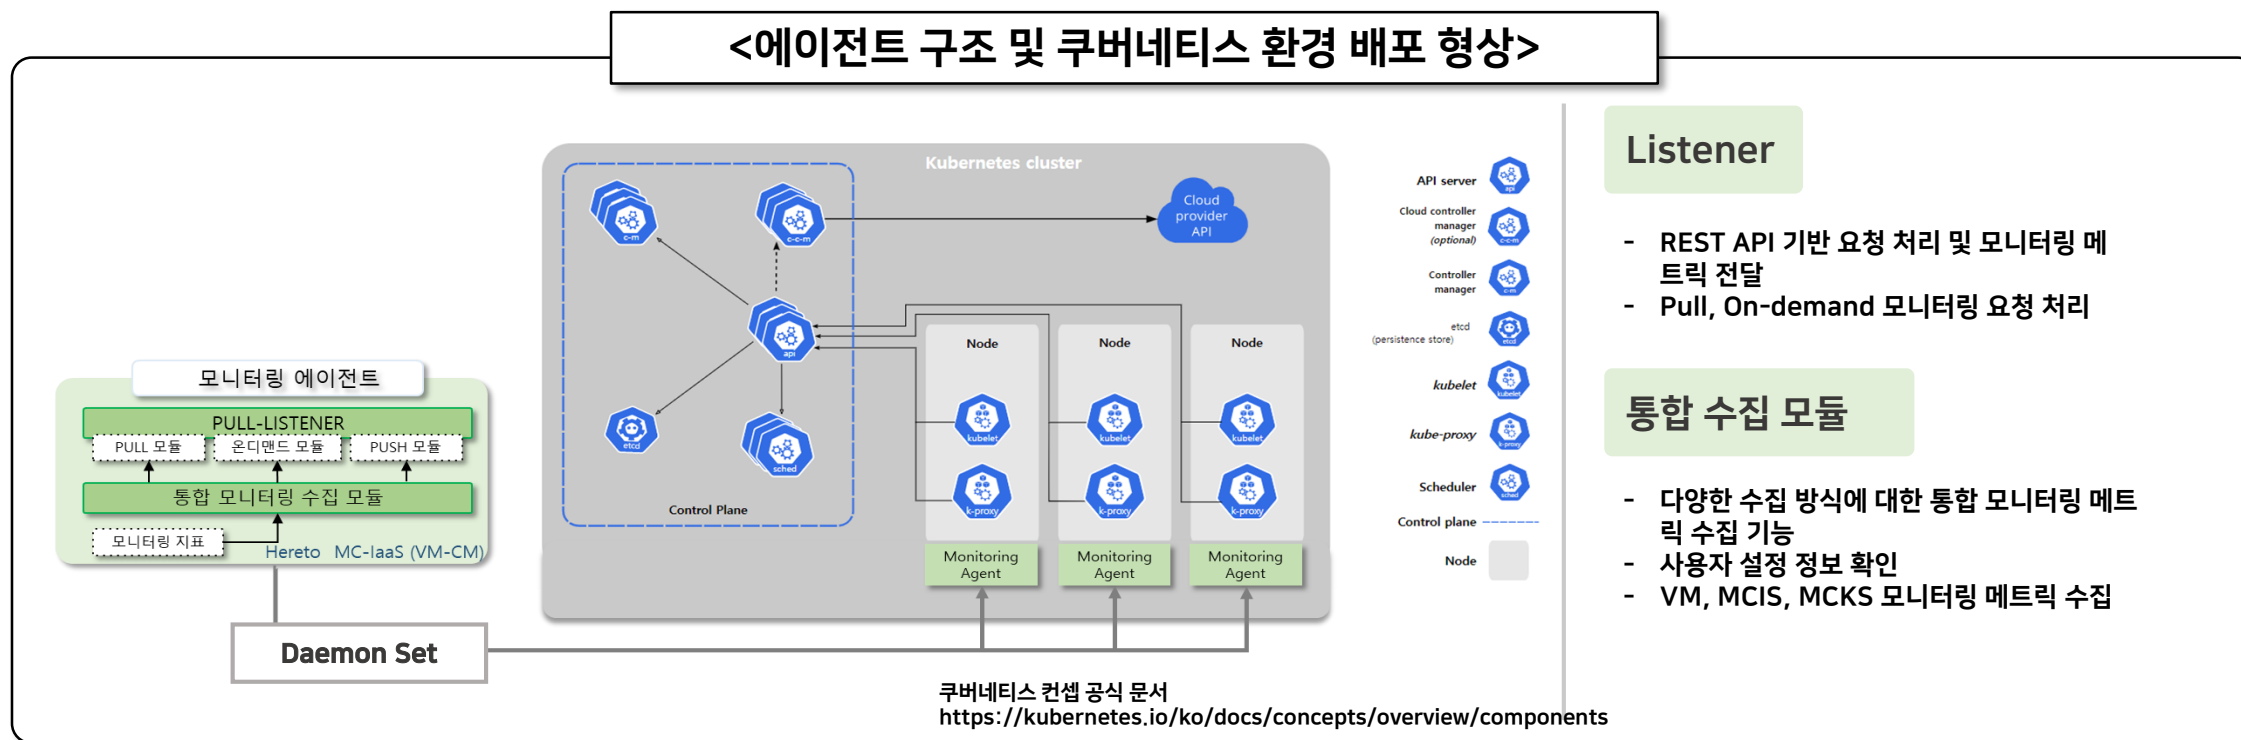 <에이전트 구조 및 쿠버네티스 환경 배포 형상>
모니터링 에이전트
PULL-LISTENER
PULL 모듈
온디맨드 모듈
PUSH 모듈
통합 모니터링 수집 모듈
모니터링 지표
Hereto MC-IaaS (VM-CM)
Daemon Set
Kubernetes cluster
c-m
c-c-m
Cloud
provider
API
api
etcd
sched
Control Plane
Node
kubelet
k-proxy
Monitoring
Agent
Node
kubelet
k-proxy
Monitoring
Agent
Node
kubelet
k-proxy
Monitoring
Agent
API server
api
Cloud controller
manager
(optional)
c-c-m
Controller
manager
c-m
etcd
(persistence store)
etcd
kubelet
kubelet
kube-proxy
k-proxy
Scheduler
sched
Control plane
Node
쿠버네티스 컨셉 공식 문서
https://kubernetes.io/ko/docs/concepts/overview/components
Listener
- REST API 기반 요청 처리 및 모니터링 메
트릭 전달
- Pull, On-demand 모니터링 요청 처리
통합 수집 모듈
- 다양한 수집 방식에 대한 통합 모니터링 메트
릭 수집 기능
- 사용자 설정 정보 확인
- VM, MCIS, MCKS 모니터링 메트릭 수집